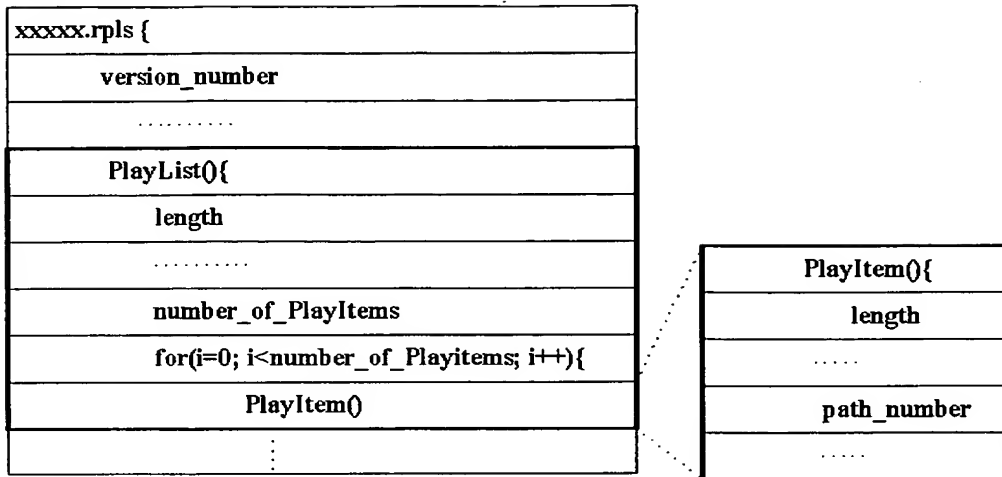 xxxxx.rpls {
version_number
..........
PlayList(){
length
..........
number_of_PlayItems
for(i=0; i<number_of_Playitems; i++){
PlayItem()
PlayItem(){
length
.....
path_number
.....